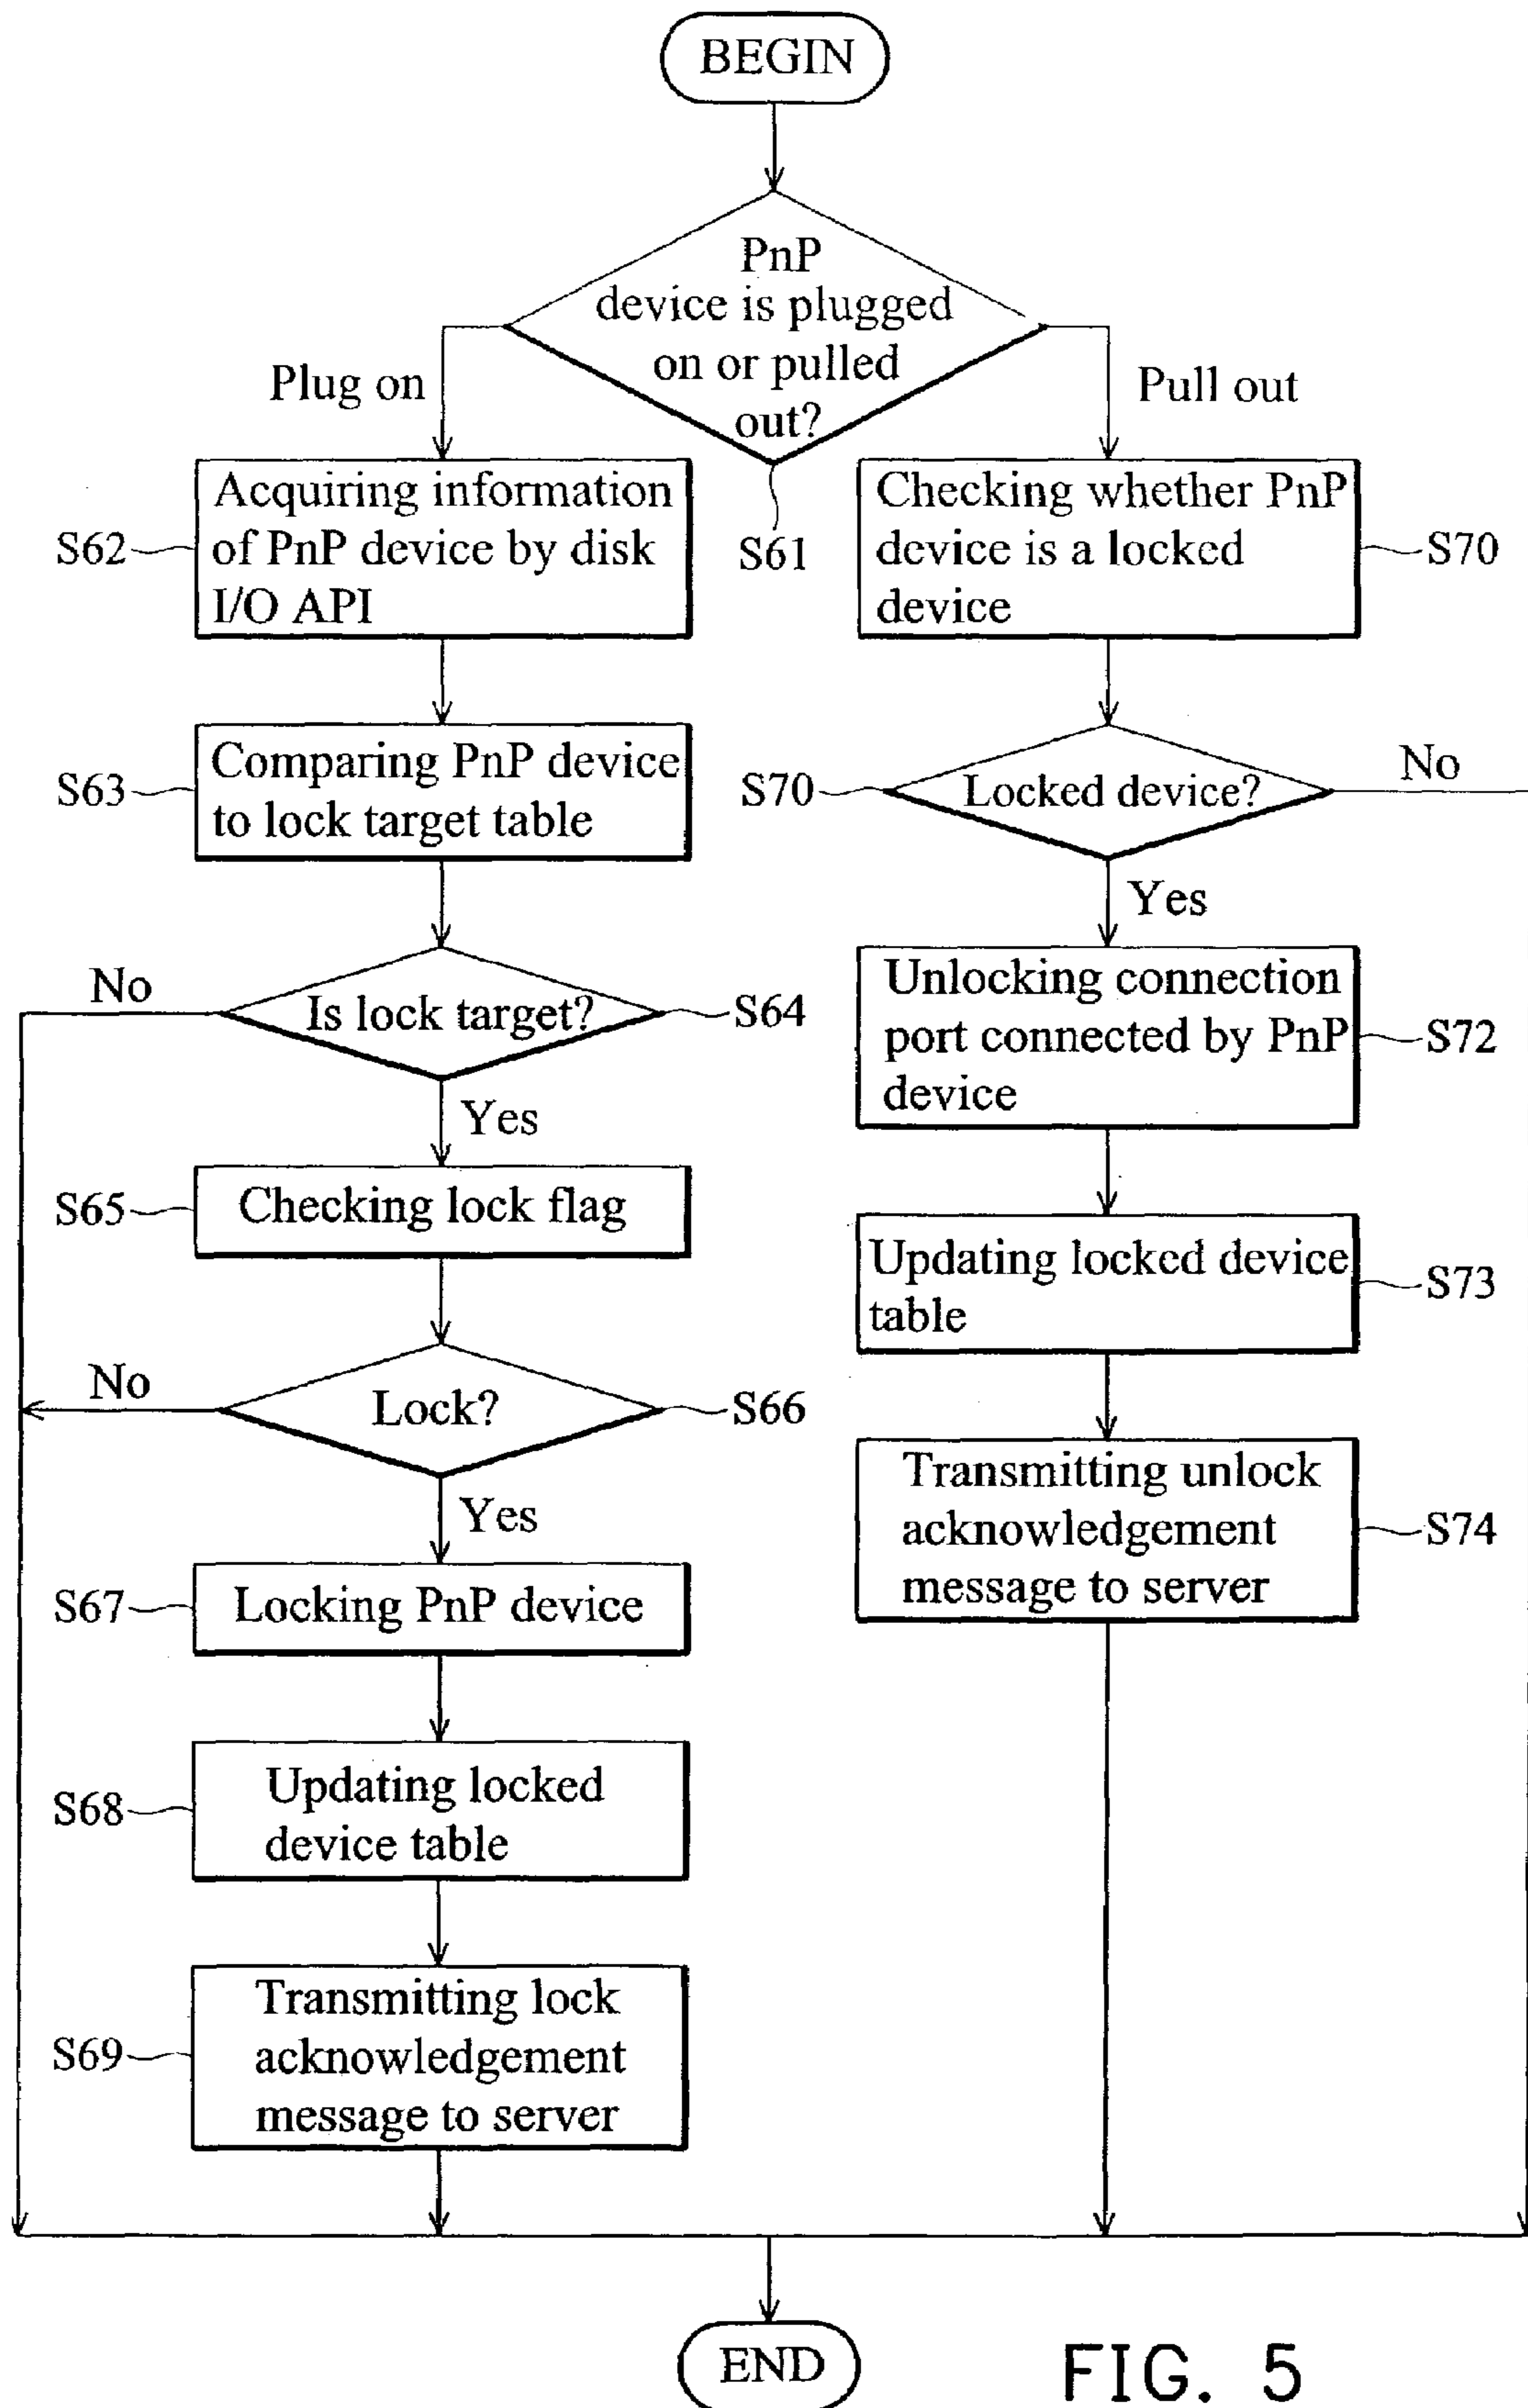 BEGIN
PnP
device is plugged
on or pulled
out?
Plug on
Pull out
S61
Acquiring information
of PnP device by disk
I/O API
S62
Comparing PnP device
to lock target table
S63
Is lock target?
S64
No
Yes
Checking lock flag
S65
Lock?
S66
No
Yes
Locking PnP device
S67
Updating locked
device table
S68
Transmitting lock
acknowledgement
message to server
S69
Checking whether PnP
device is a locked
device
S70
Locked device?
S70
No
Yes
Unlocking connection
port connected by PnP
device
S72
Updating locked device
table
S73
Transmitting unlock
acknowledgement
message to server
S74
END
FIG. 5